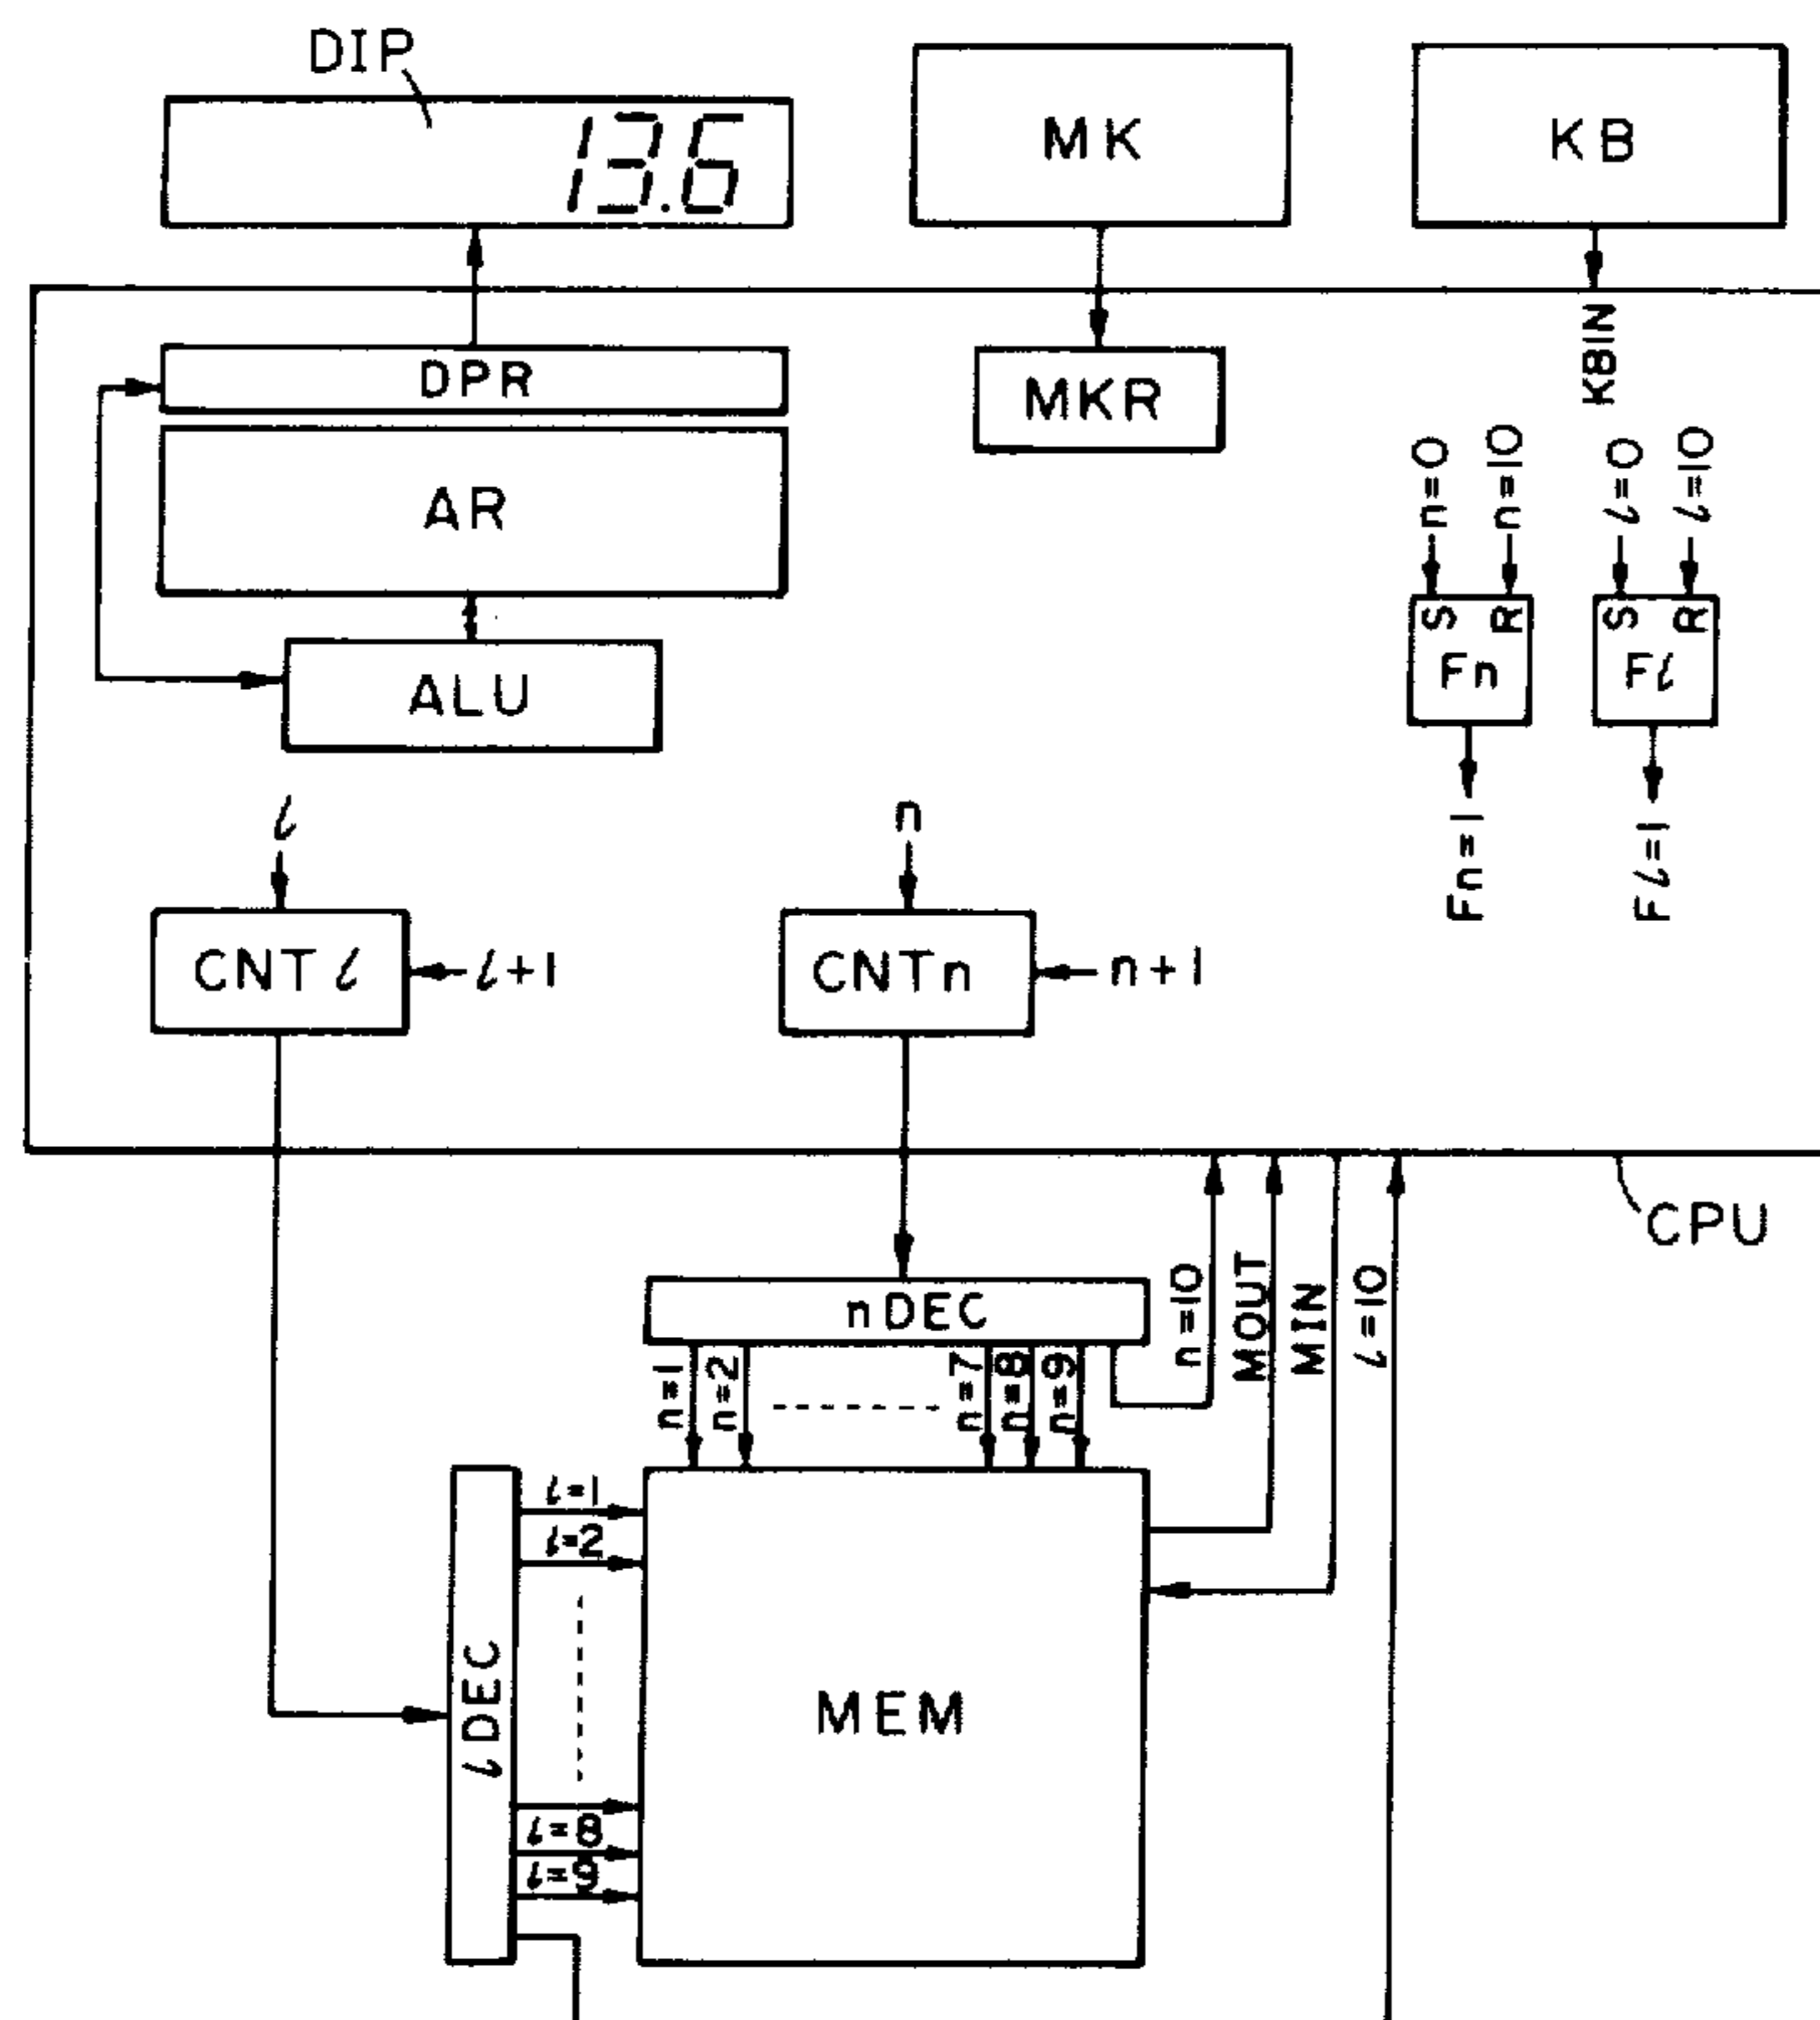 DIP
13.6
MK
KB
DPR
MKR
KBIN
AR
n=0
n=10
l=0
l=10
S
R
Fn
S
R
Fl
ALU
Fn=1
Fl=1
l
n
CNT l
l+1
CNTn
n+1
CPU
nDEC
n=10
MOUT
MIN
l=10
n=1
n=2
n=7
n=8
n=9
l=1
l=2
lDEC
MEM
l=8
l=9